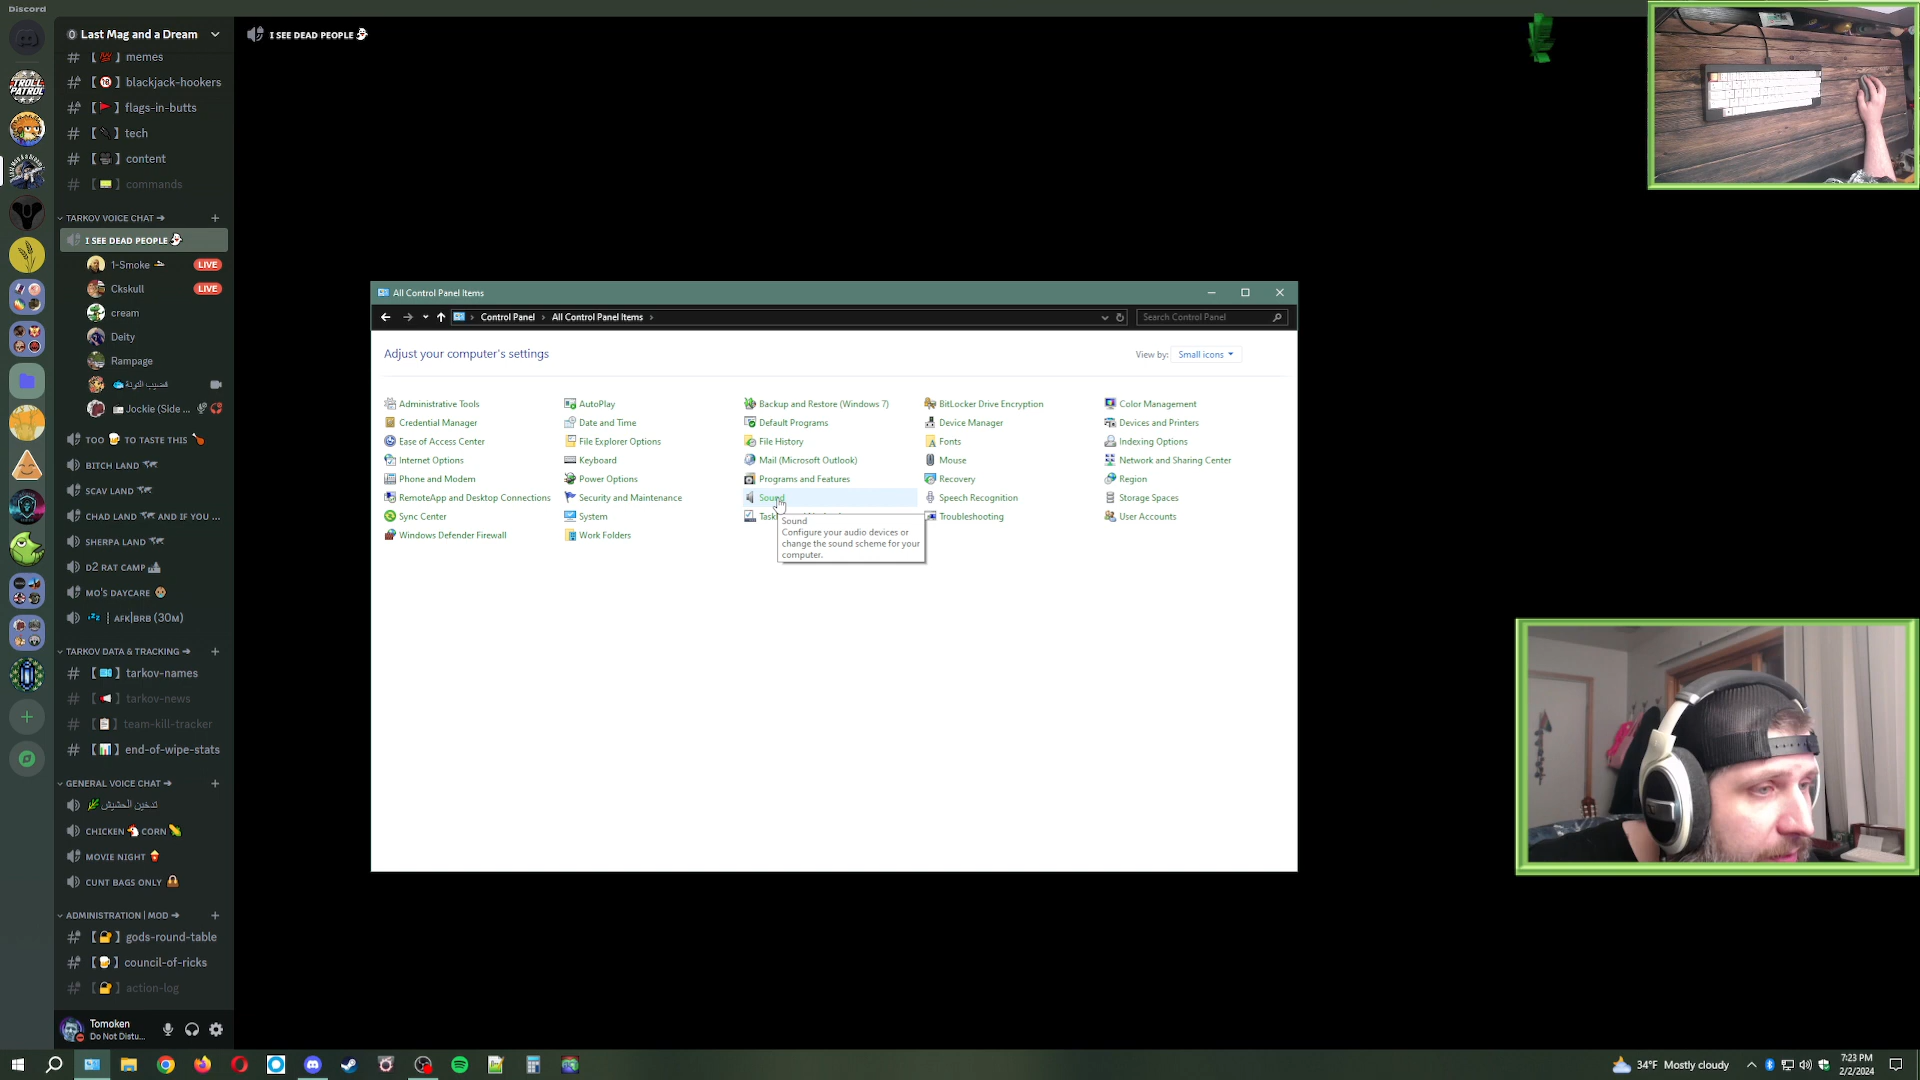 Discord
Last Mag and a Dream
I SEE DEAD PEOPLE
memes
blackjack-hookers
flags-in-butts
tech
content
commands
TARKOV VOICE CHAT
I SEE DEAD PEOPLE
1-Smoke LIVE
Ckskull LIVE
cream
Deity
Rampage
Jockie (Side ...
TOO TO TASTE THIS
BITCH LAND
SCAV LAND
CHAD LAND AND IF YOU ...
SHERPA LAND
D2 RAT CAMP
MO'S DAYCARE
AFK|BRB (30M)
TARKOV DATA & TRACKING
tarkov-names
tarkov-news
team-kill-tracker
end-of-wipe-stats
GENERAL VOICE CHAT
تدخين الحشيش
CHICKEN CORN
MOVIE NIGHT
CUNT BAGS ONLY
ADMINISTRATION | MOD
gods-round-table
council-of-ricks
action-log
Tomoken
Do Not Distu...
All Control Panel Items
Control Panel > All Control Panel Items >
Search Control Panel
Adjust your computer's settings
View by: Small icons
Administrative Tools
AutoPlay
Backup and Restore (Windows 7)
BitLocker Drive Encryption
Color Management
Credential Manager
Date and Time
Default Programs
Device Manager
Devices and Printers
Ease of Access Center
File Explorer Options
File History
Fonts
Indexing Options
Internet Options
Keyboard
Mail (Microsoft Outlook)
Mouse
Network and Sharing Center
Phone and Modem
Power Options
Programs and Features
Recovery
Region
RemoteApp and Desktop Connections
Security and Maintenance
Sound
Speech Recognition
Storage Spaces
Sync Center
System
Troubleshooting
User Accounts
Windows Defender Firewall
Work Folders
Sound
Configure your audio devices or
change the sound scheme for your
computer.
34°F Mostly cloudy
7:23 PM
2/2/2024